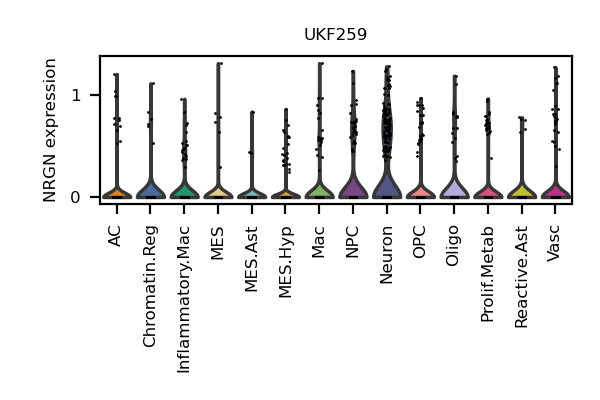 UKF259
NRGN expression
1
0
AC
Chromatin.Reg
Inflammatory.Mac
MES
MES.Ast
MES.Hyp
Mac
NPC
Neuron
OPC
Oligo
Prolif.Metab
Reactive.Ast
Vasc